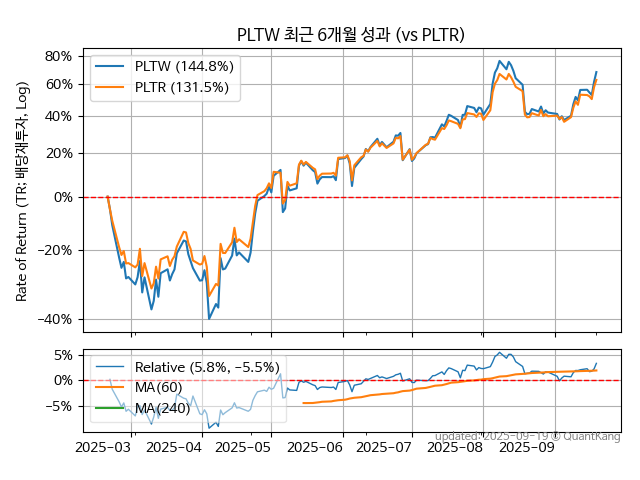 PLTW 최근 6개월 성과 (vs PLTR)
Rate of Return (TR; 배당재투자, Log)
80%
60%
40%
20%
0%
−20%
−40%
PLTW (144.8%)
PLTR (131.5%)
5%
0%
−5%
Relative (5.8%, −5.5%)
MA(60)
MA(240)
2025−03
2025−04
2025−05
2025−06
2025−07
2025−08
2025−09
updated: 2025-09-19 © QuantKang